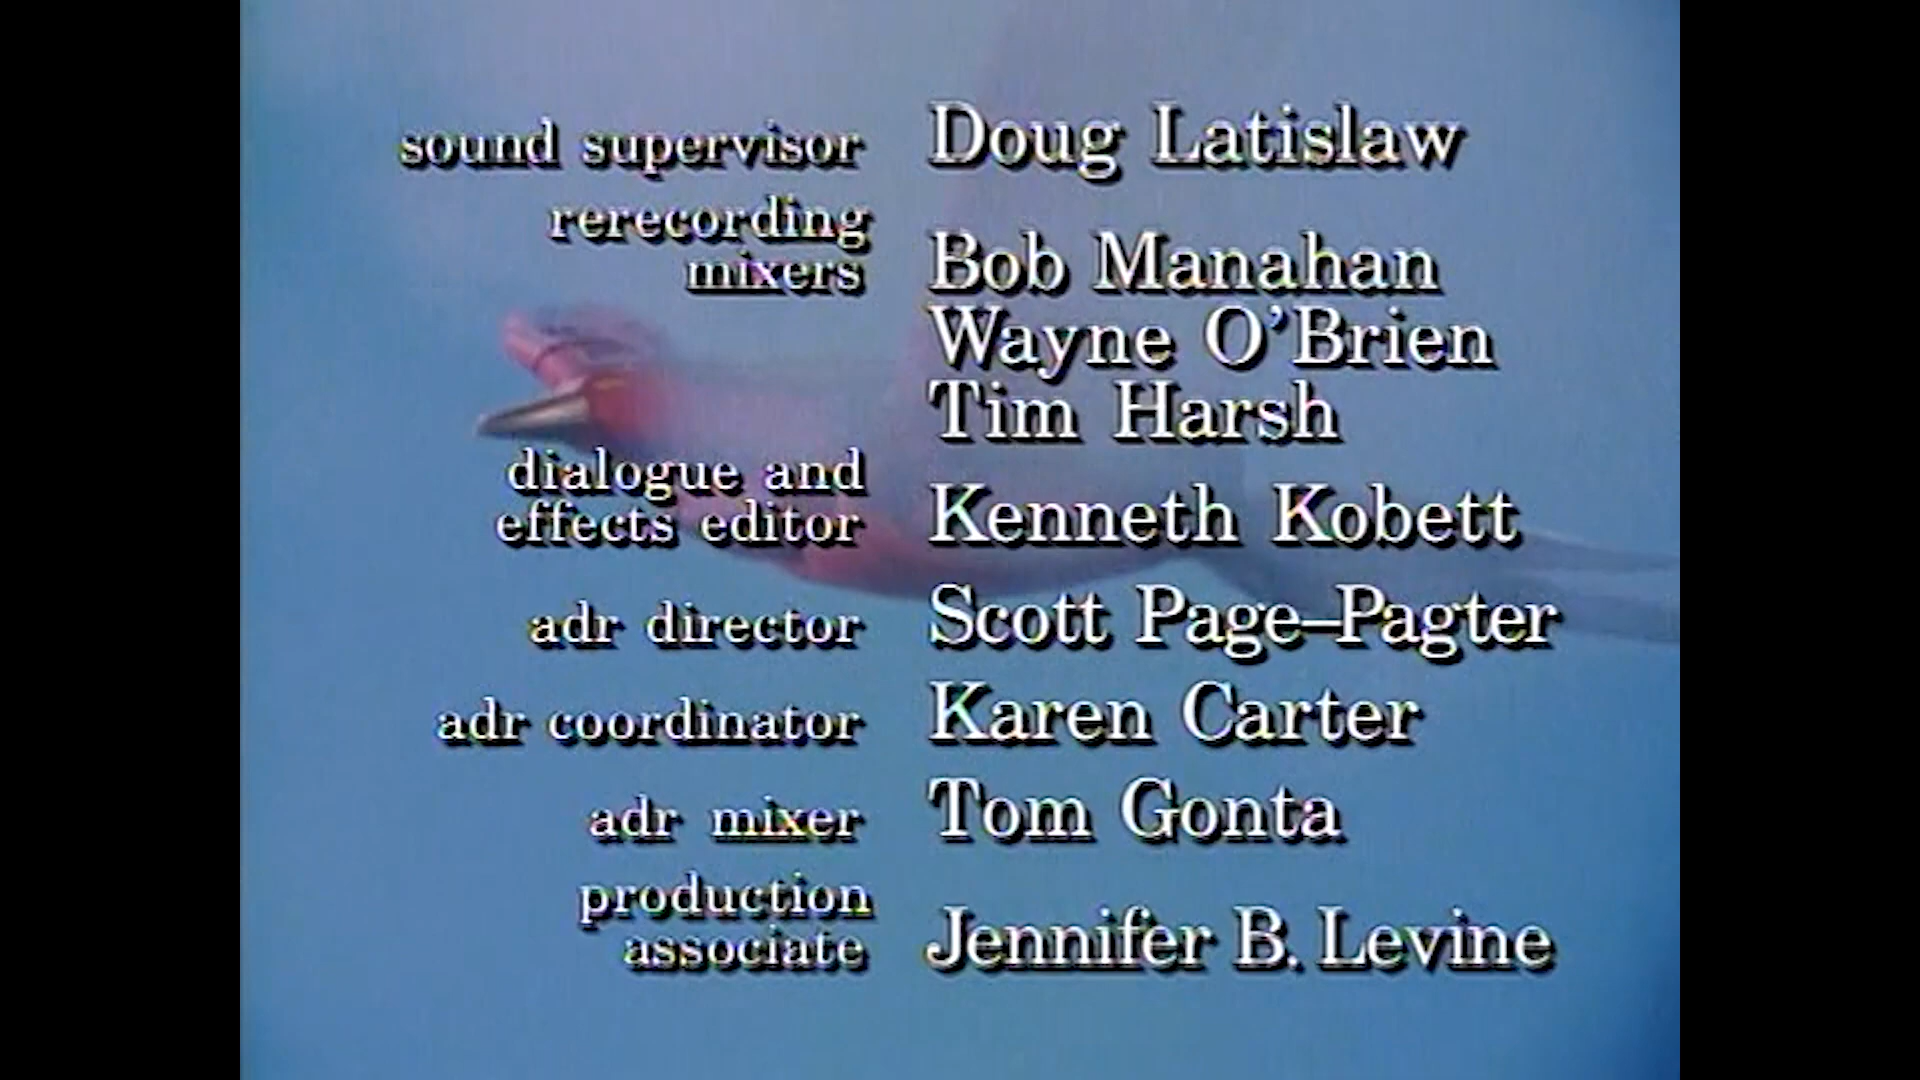 sound supervisor Doug Latislaw
rerecording
mixers Bob Manahan
Wayne O'Brien
Tim Harsh
dialogue and
effects editor Kenneth Kobett
adr director Scott Page–Pagter
adr coordinator Karen Carter
adr mixer Tom Gonta
production
associate Jennifer B. Levine